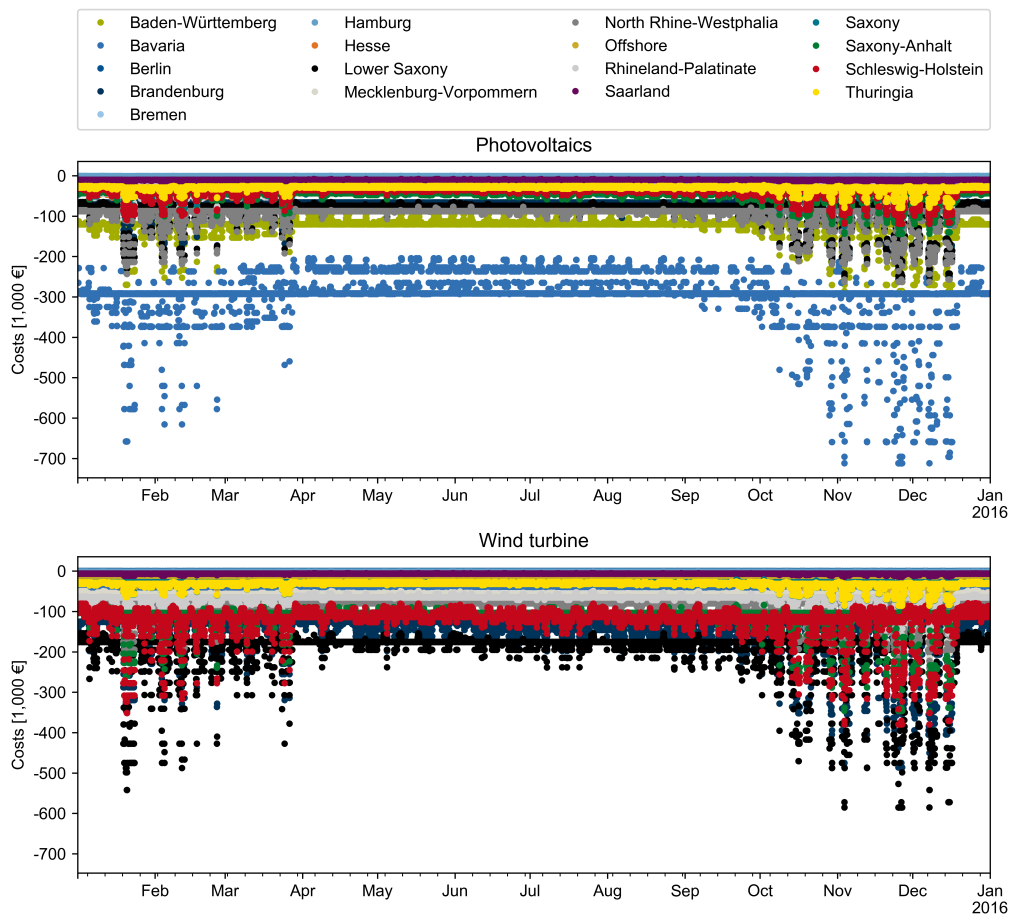 Baden-Württemberg Hamburg North Rhine-Westphalia Saxony
Bavaria Hesse Offshore Saxony-Anhalt
Berlin Lower Saxony Rhineland-Palatinate Schleswig-Holstein
Brandenburg Mecklenburg-Vorpommern Saarland Thuringia
Bremen
Photovoltaics
0
-100
-200
-300
-400
-500
-600
-700
Costs [1,000 €]
Feb Mar Apr May Jun Jul Aug Sep Oct Nov Dec Jan
2016
Wind turbine
0
-100
-200
-300
-400
-500
-600
-700
Costs [1,000 €]
Feb Mar Apr May Jun Jul Aug Sep Oct Nov Dec Jan
2016